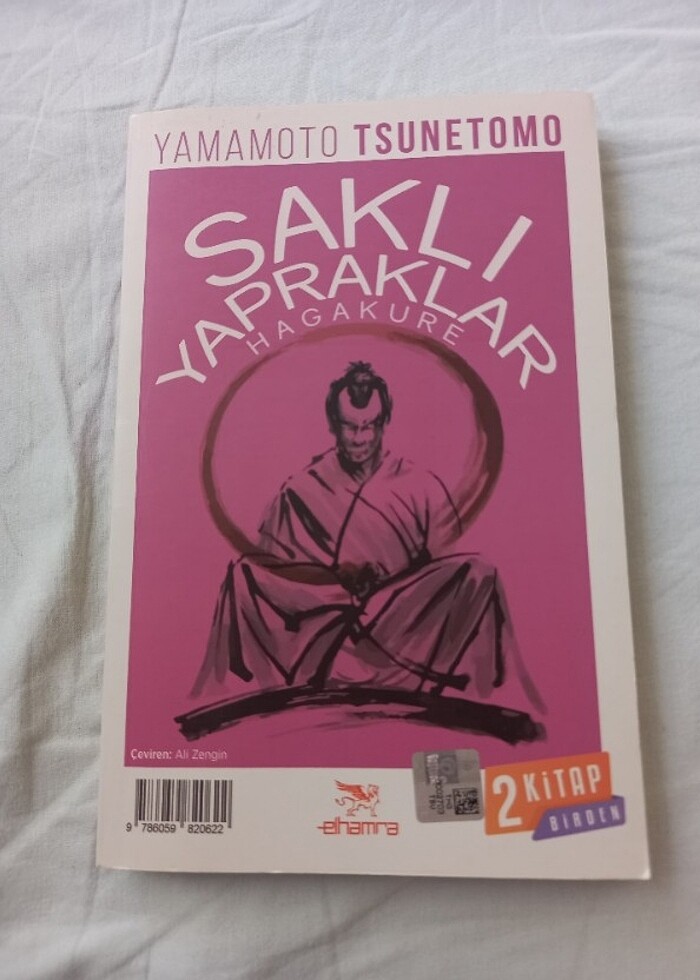 YAMAMOTO TSUNETOMO
SAKLI
YAPRAKLAR
HAGAKURE
Çeviren: Ali Zengin
9 786059 820622
elhamra
2 KİTAP
BİRDEN